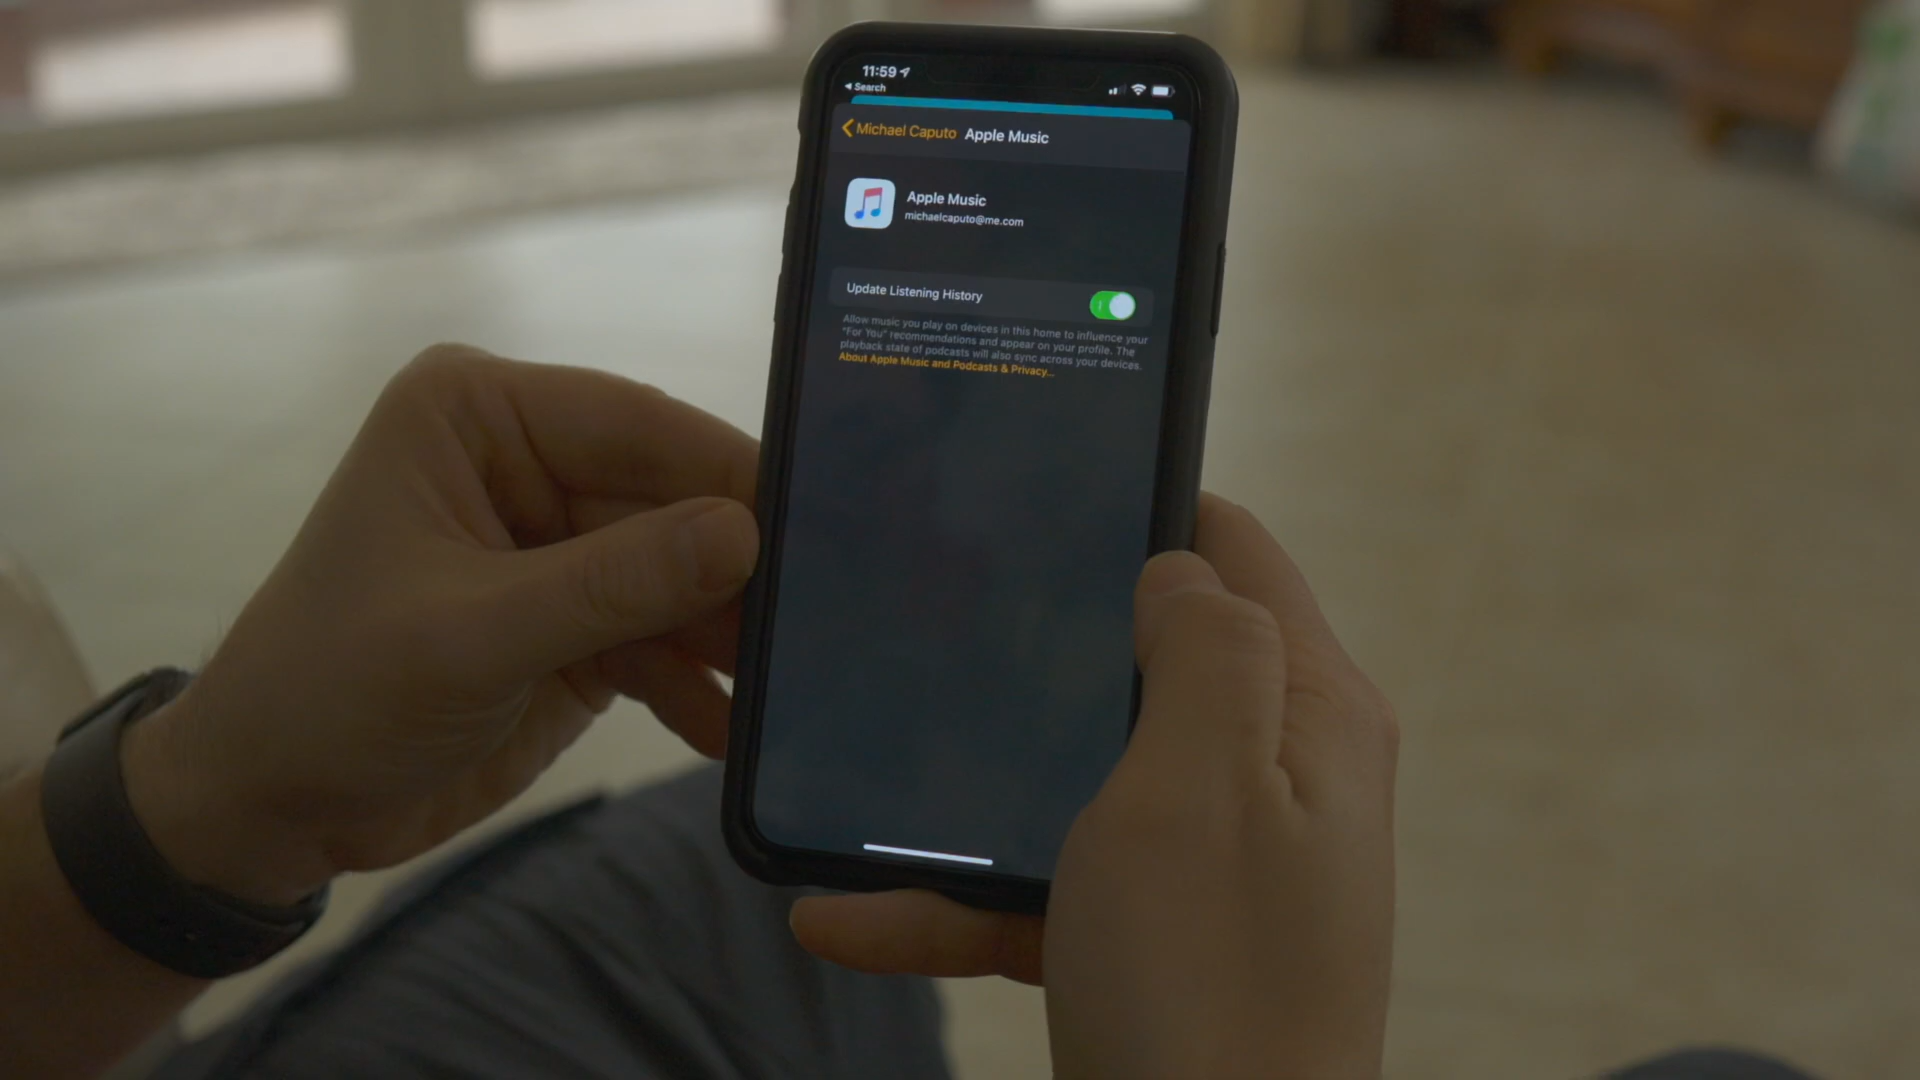 11:59
Search
Michael Caputo Apple Music
Apple Music
michaelcaputo@me.com
Update Listening History
Allow music you play on devices in this home to influence your
"For You" recommendations and appear on your profile. The
playback state of podcasts will also sync across your devices.
About Apple Music and Podcasts & Privacy...